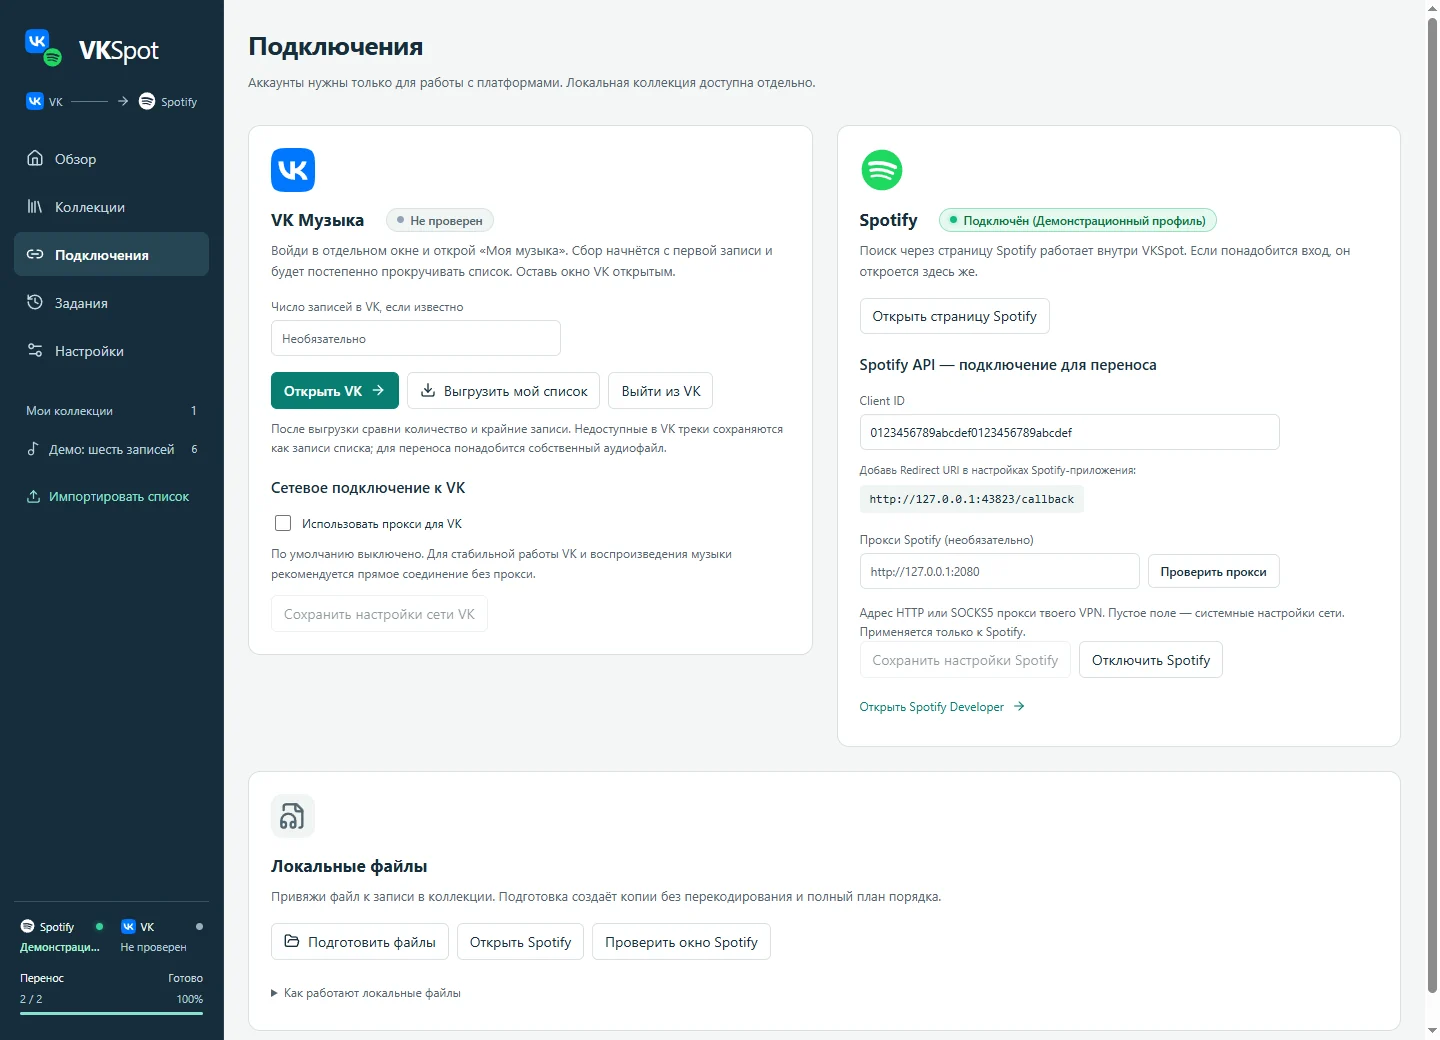 VKSpot
VK
Spotify
Обзор
Коллекции
Подключения
Задания
Настройки
Мои коллекции 1
Демо: шесть записей 6
Импортировать список
Spotify
Демонстраци...
VK
Не проверен
Перенос Готово
2 / 2 100%
Подключения
Аккаунты нужны только для работы с платформами. Локальная коллекция доступна отдельно.
VK Музыка
Не проверен
Войди в отдельном окне и открой «Моя музыка». Сбор начнётся с первой записи и
будет постепенно прокручивать список. Оставь окно VK открытым.
Число записей в VK, если известно
Необязательно
Открыть VK
Выгрузить мой список
Выйти из VK
После выгрузки сравни количество и крайние записи. Недоступные в VK треки сохраняются
как записи списка; для переноса понадобится собственный аудиофайл.
Сетевое подключение к VK
Использовать прокси для VK
По умолчанию выключено. Для стабильной работы VK и воспроизведения музыки
рекомендуется прямое соединение без прокси.
Сохранить настройки сети VK
Spotify
Подключён (Демонстрационный профиль)
Поиск через страницу Spotify работает внутри VKSpot. Если понадобится вход, он
откроется здесь же.
Открыть страницу Spotify
Spotify API — подключение для переноса
Client ID
0123456789abcdef0123456789abcdef
Добавь Redirect URI в настройках Spotify-приложения:
http://127.0.0.1:43823/callback
Прокси Spotify (необязательно)
http://127.0.0.1:2080
Проверить прокси
Адрес HTTP или SOCKS5 прокси твоего VPN. Пустое поле — системные настройки сети.
Применяется только к Spotify.
Сохранить настройки Spotify
Отключить Spotify
Открыть Spotify Developer
Локальные файлы
Привяжи файл к записи в коллекции. Подготовка создаёт копии без перекодирования и полный план порядка.
Подготовить файлы
Открыть Spotify
Проверить окно Spotify
Как работают локальные файлы